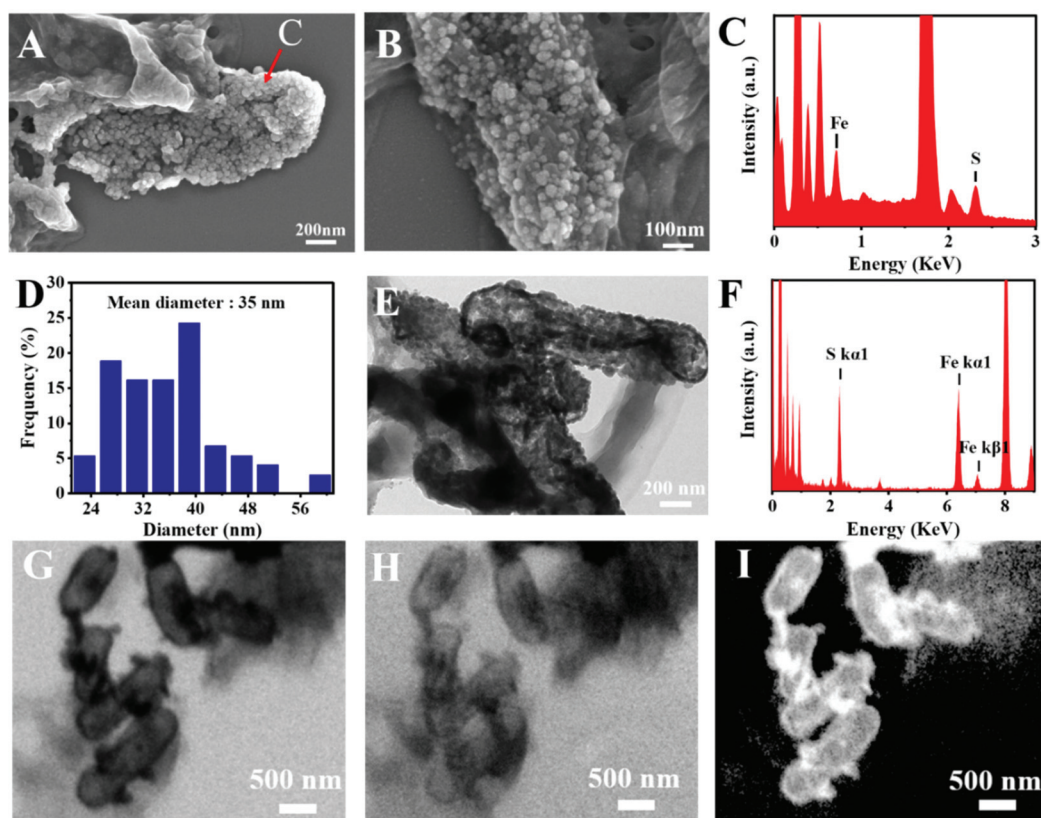 A
C
200nm
B
100nm
C
Intensity (a.u.)
Fe
S
0
1
2
3
Energy (KeV)
D
Mean diameter : 35 nm
Frequency (%)
30
25
20
15
10
5
0
24
32
40
48
56
Diameter (nm)
E
200 nm
F
Intensity (a.u.)
S kα1
Fe kα1
Fe kβ1
0
2
4
6
8
Energy (KeV)
G
500 nm
H
500 nm
I
500 nm